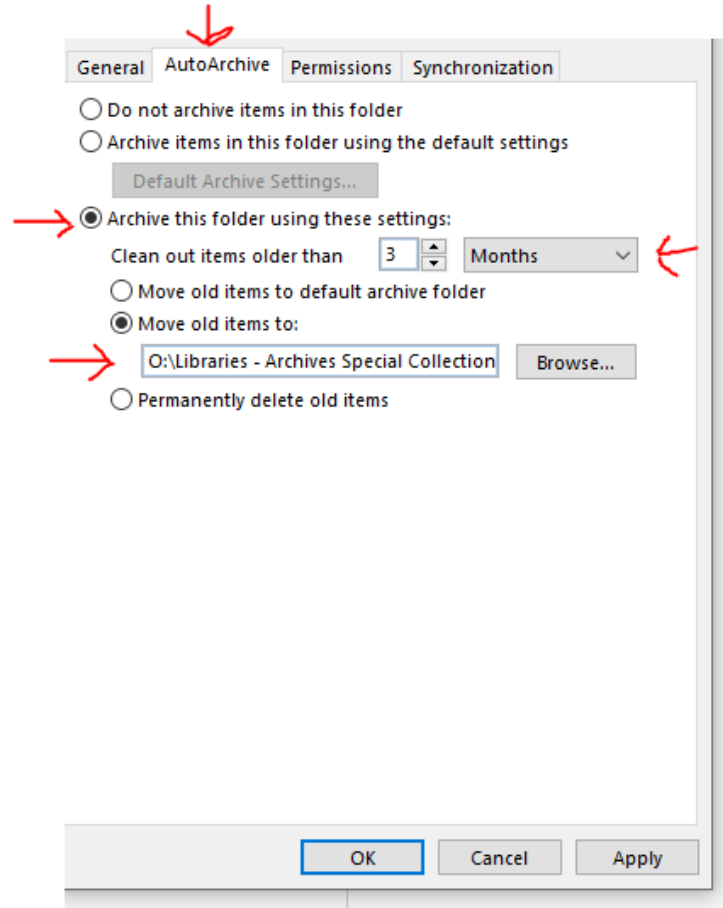 General AutoArchive Permissions Synchronization
Do not archive items in this folder
Archive items in this folder using the default settings
Default Archive Settings...
Archive this folder using these settings:
Clean out items older than 3 Months
Move old items to default archive folder
Move old items to:
O:\Libraries - Archives Special Collection Browse...
Permanently delete old items
OK Cancel Apply